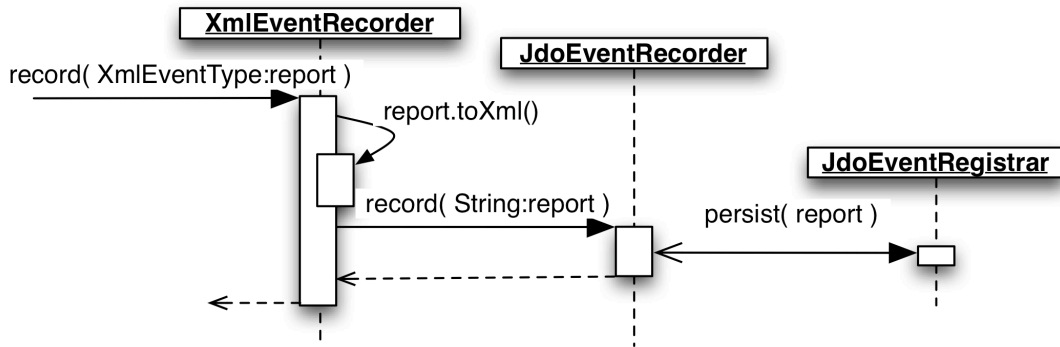 XmlEventRecorder
JdoEventRecorder
record( XmlEventType:report )
report.toXml()
JdoEventRegistrar
record( String:report )
persist( report )